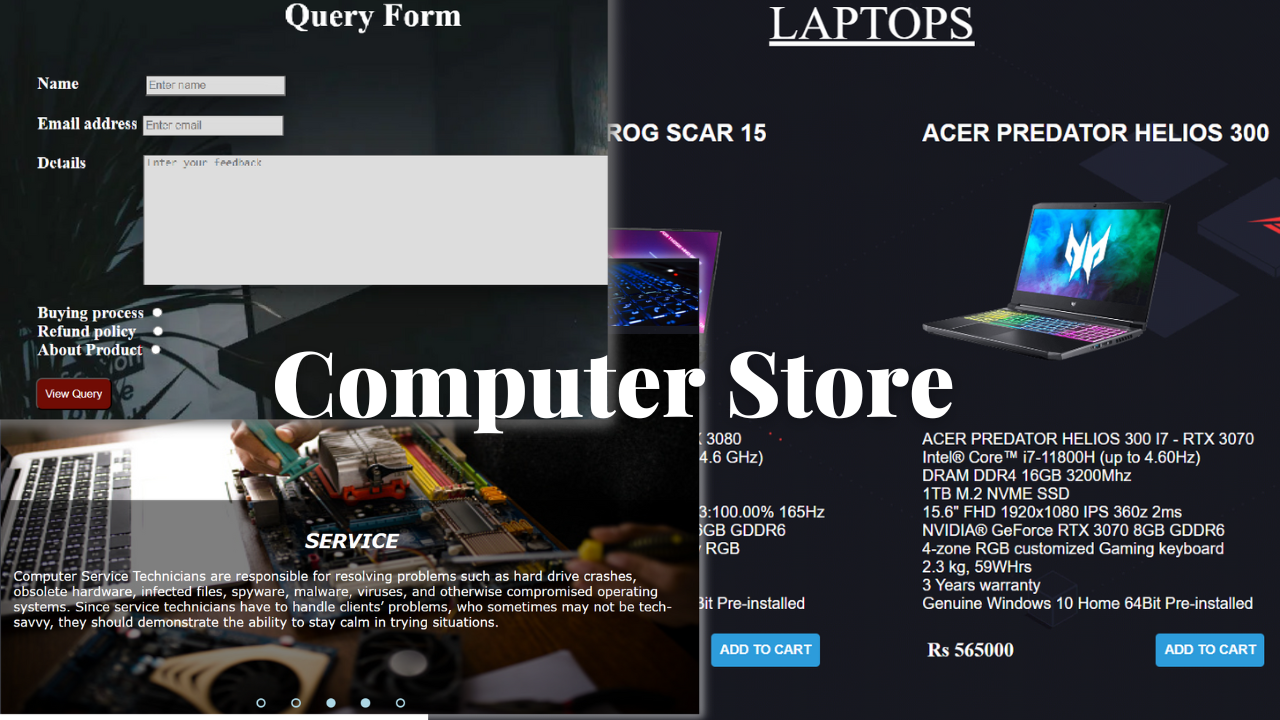 Query Form
Name
Enter name
Email address
Enter email
Details
Enter your feedback
Buying process
Refund policy
About Product
View Query
LAPTOPS
ROG SCAR 15
ACER PREDATOR HELIOS 300
Computer Store
3080
4.6 GHz)
3:100.00% 165Hz
6GB GDDR6
RGB
Bit Pre-installed
ADD TO CART
ACER PREDATOR HELIOS 300 I7 - RTX 3070
Intel® Core™ i7-11800H (up to 4.60Hz)
DRAM DDR4 16GB 3200Mhz
1TB M.2 NVME SSD
15.6" FHD 1920x1080 IPS 360z 2ms
NVIDIA® GeForce RTX 3070 8GB GDDR6
4-zone RGB customized Gaming keyboard
2.3 kg, 59WHrs
3 Years warranty
Genuine Windows 10 Home 64Bit Pre-installed
Rs 565000
ADD TO CART
SERVICE
Computer Service Technicians are responsible for resolving problems such as hard drive crashes,
obsolete hardware, infected files, spyware, malware, viruses, and otherwise compromised operating
systems. Since service technicians have to handle clients’ problems, who sometimes may not be tech-
savvy, they should demonstrate the ability to stay calm in trying situations.